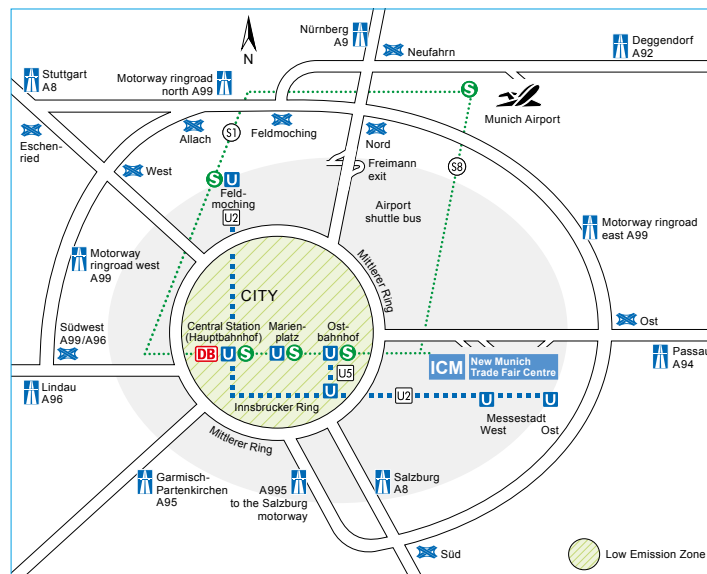 Nürnberg
A9
Neufahrn
Deggendorf
A92
N
Stuttgart
A8
Motorway ringroad
north A99
S
Munich Airport
Eschen-
ried
Allach
S1
Feldmoching
Nord
West
S U
Feld-
moching
U2
Freimann
exit
S8
Airport
shuttle bus
Motorway
ringroad west
A99
Motorway ringroad
east A99
Mittlerer Ring
CITY
Südwest
A99/A96
Central Station
(Hauptbahnhof)
DB U S
Marien-
platz
U S
Ost-
bahnhof
U S
Ost
Passau
A94
ICM New Munich
Trade Fair Centre
U5
Lindau
A96
U
Innsbrucker Ring
U2
U U
Messestadt
West Ost
Mittlerer Ring
Garmisch-
Partenkirchen
A95
A995
to the Salzburg
motorway
Salzburg
A8
Süd
Low Emission Zone